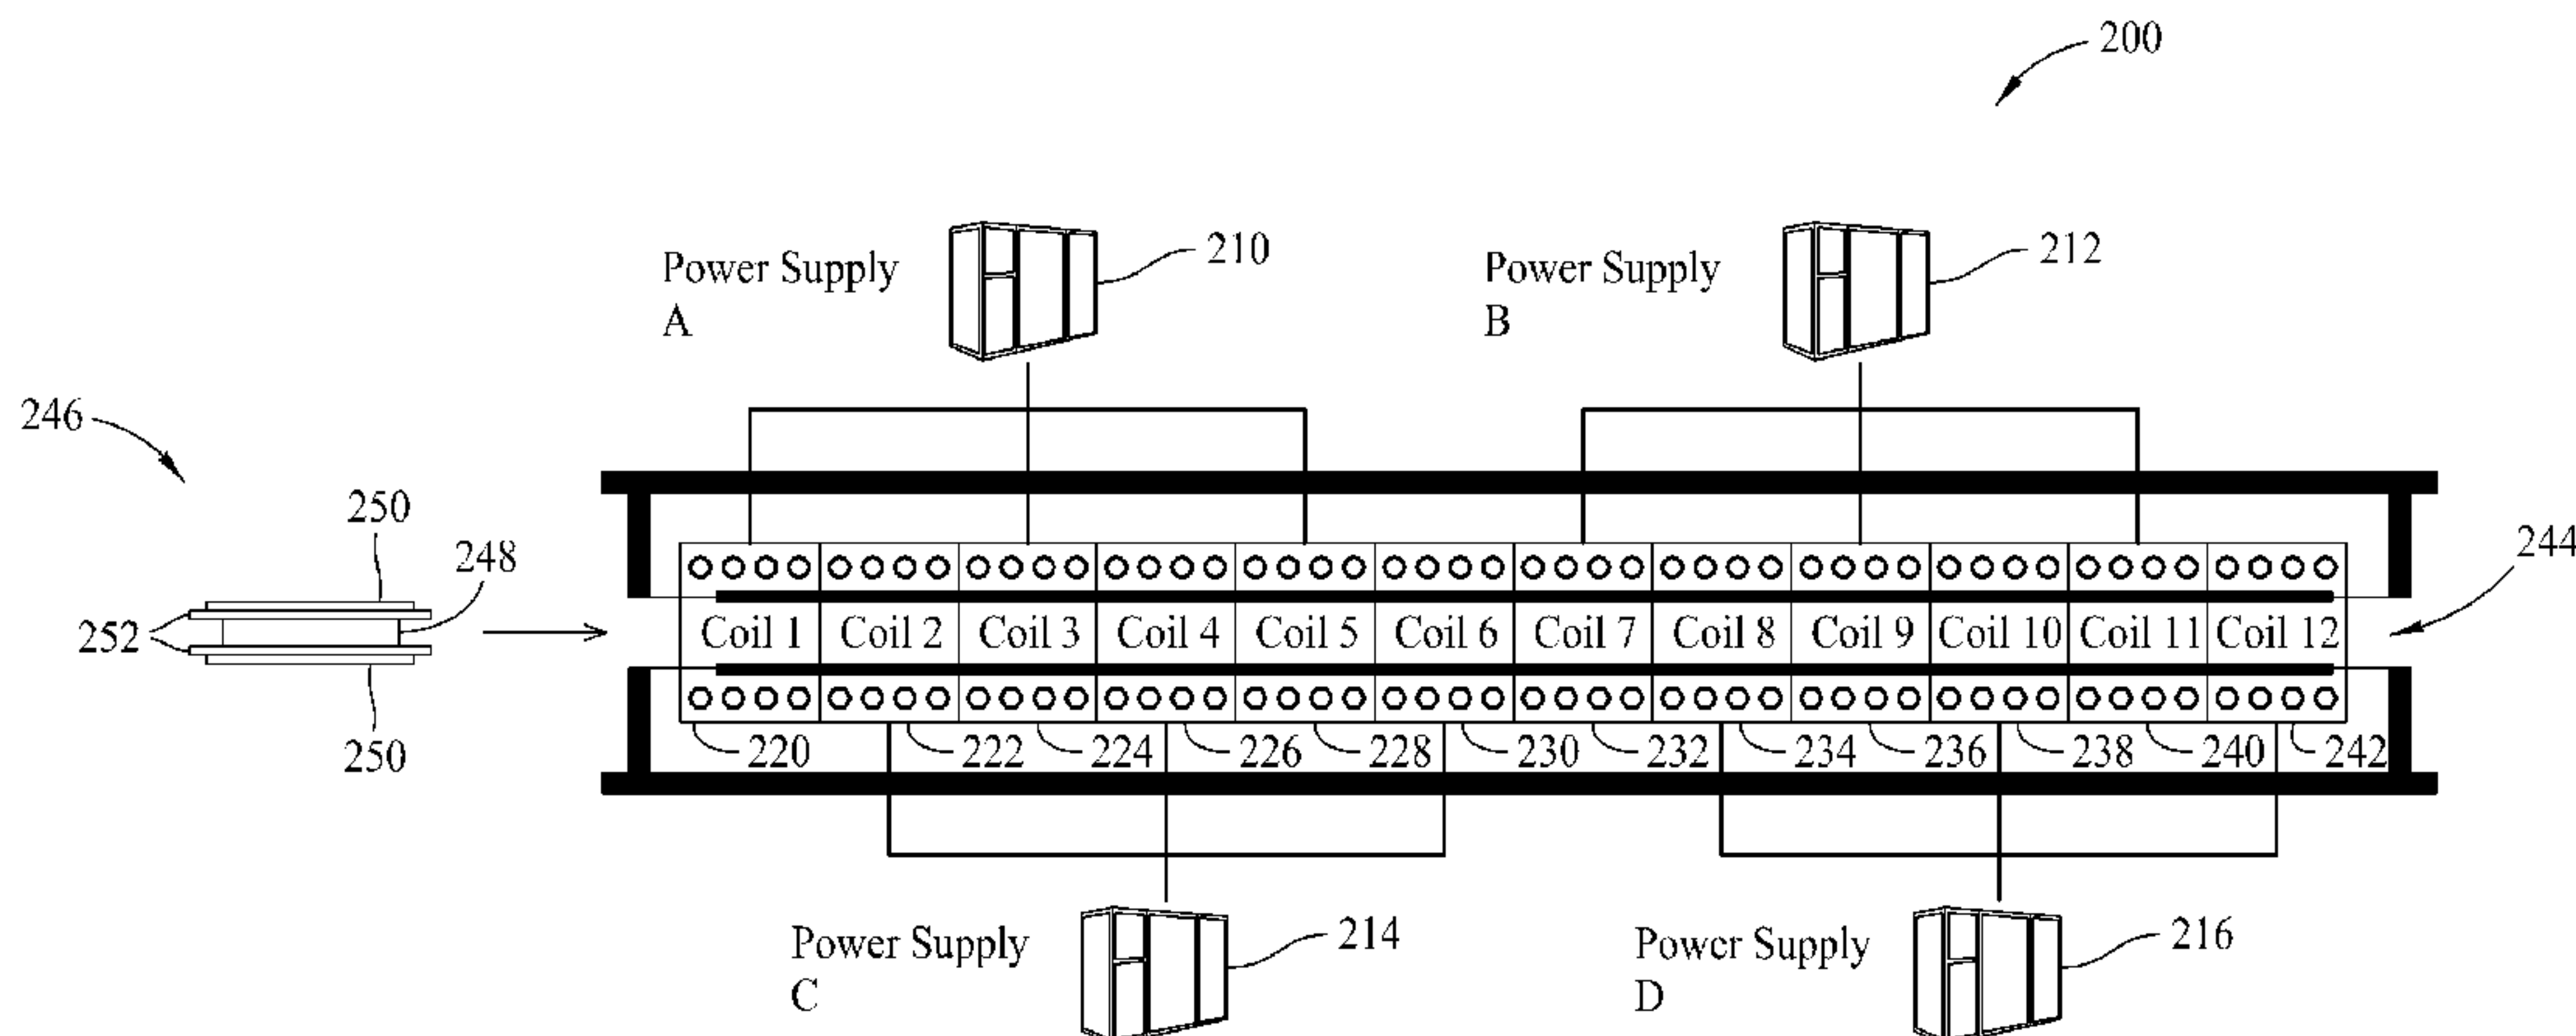 200
Power Supply
A
210
Power Supply
B
212
246
250
248
252
250
244
Coil 1 Coil 2 Coil 3 Coil 4 Coil 5 Coil 6 Coil 7 Coil 8 Coil 9 Coil 10 Coil 11 Coil 12
220 222 224 226 228 230 232 234 236 238 240 242
Power Supply
C
214
Power Supply
D
216